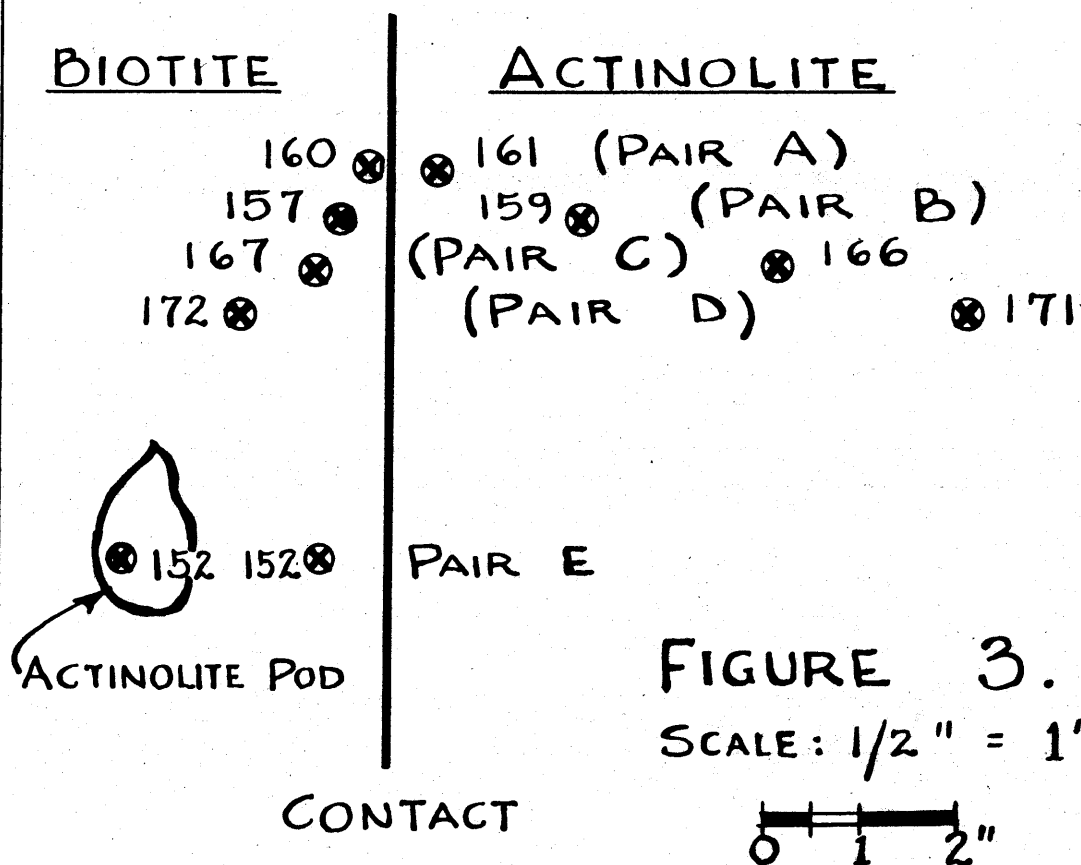 BIOTITE ACTINOLITE
160 161 (PAIR A)
157 159 (PAIR B)
167 (PAIR C) 166
172 (PAIR D) 171
152 152 PAIR E
ACTINOLITE POD
FIGURE 3.
SCALE: 1/2" = 1"
CONTACT
0 1 2"